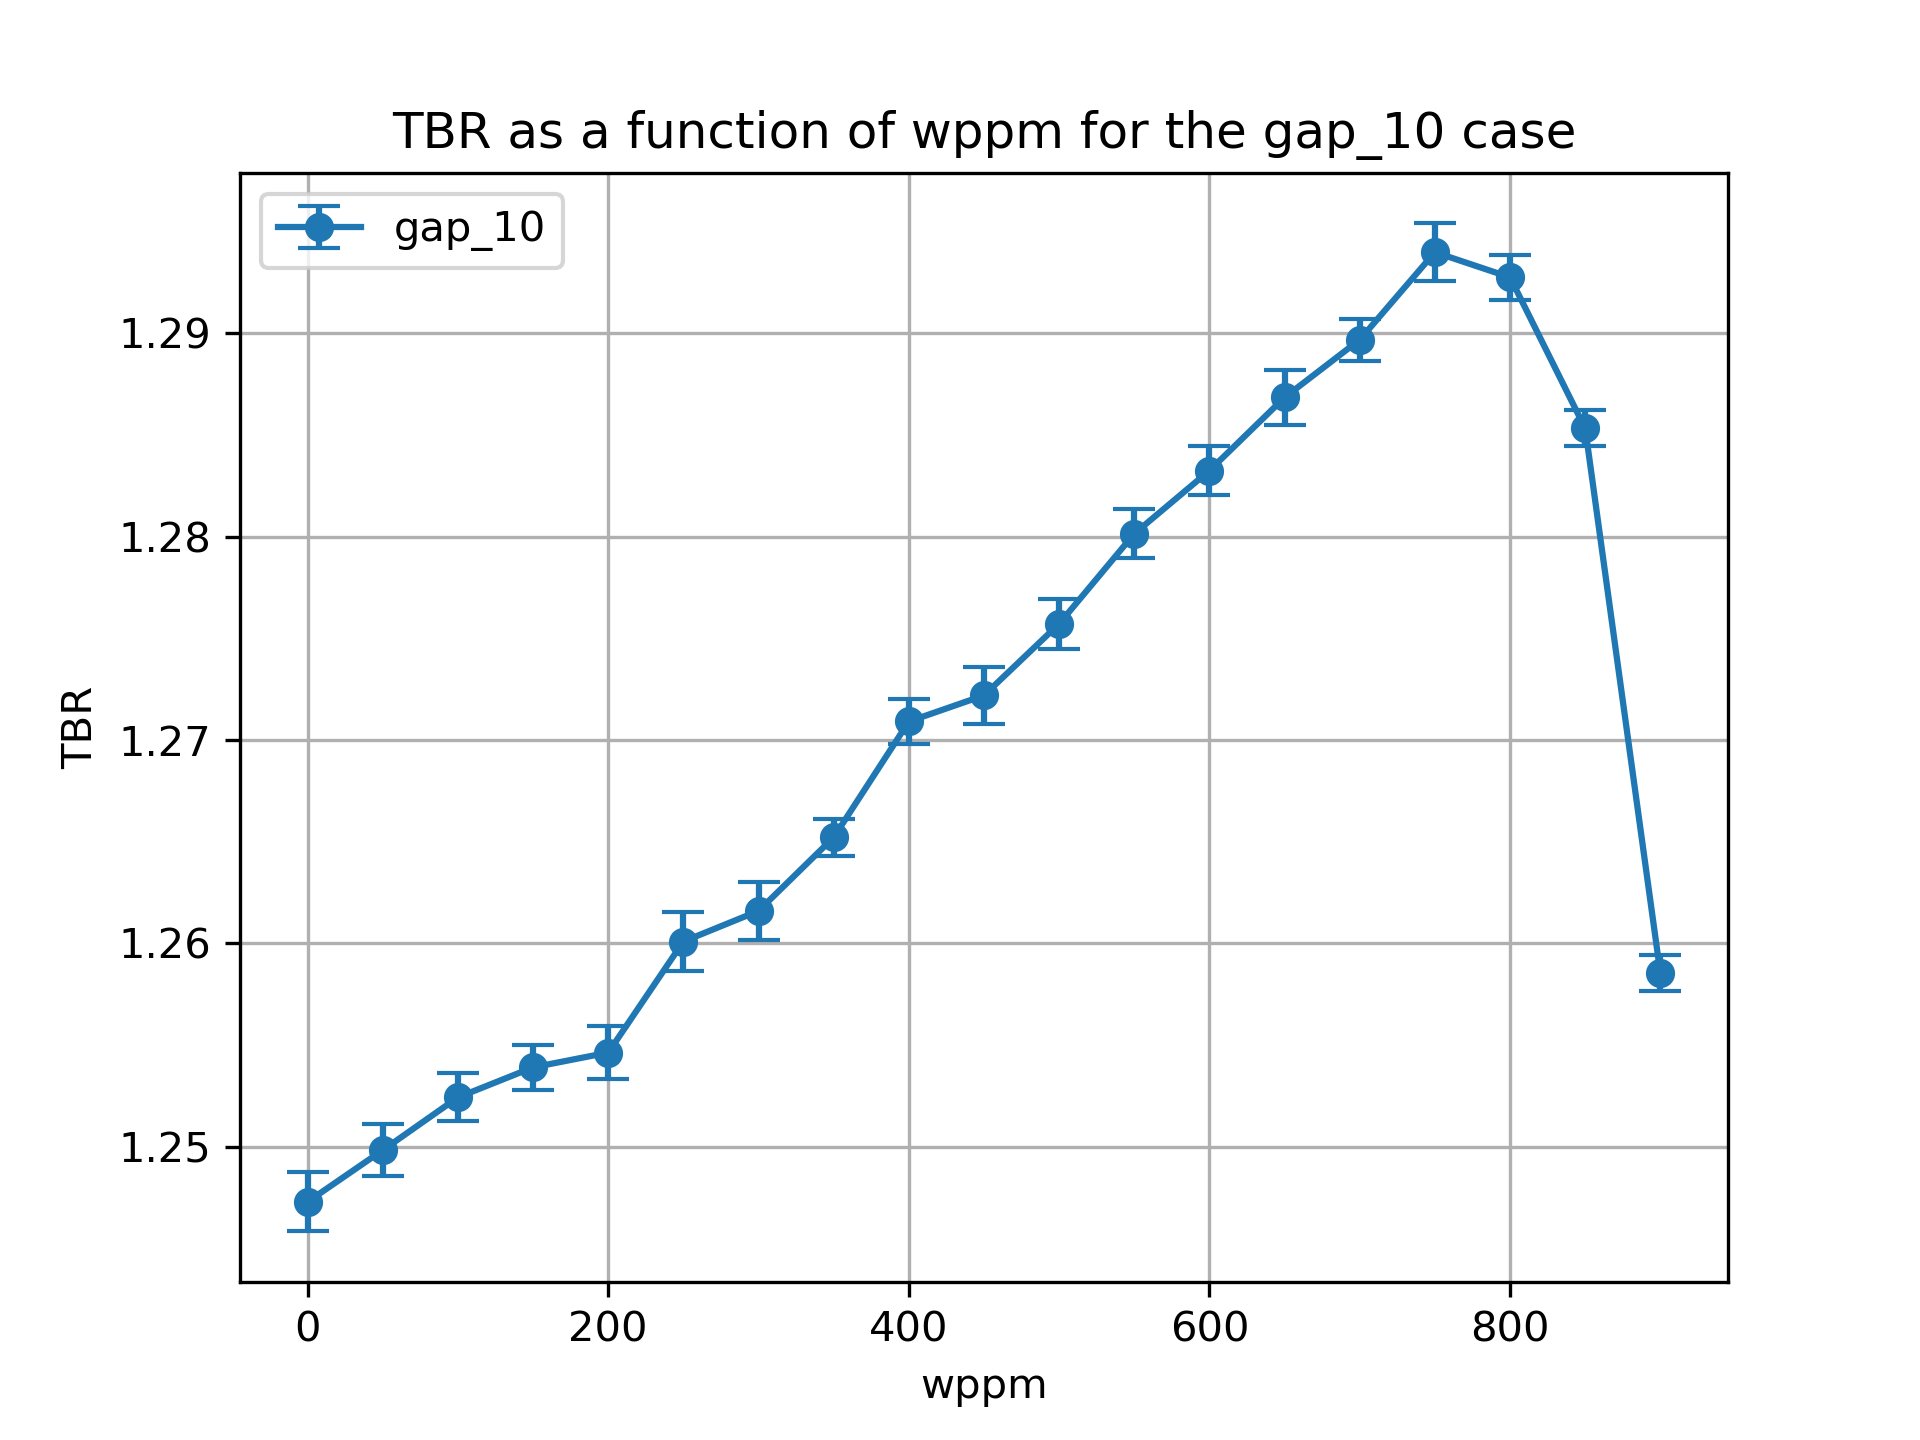 TBR as a function of wppm for the gap_10 case
gap_10
1.29
1.28
1.27
1.26
1.25
TBR
0 200 400 600 800
wppm